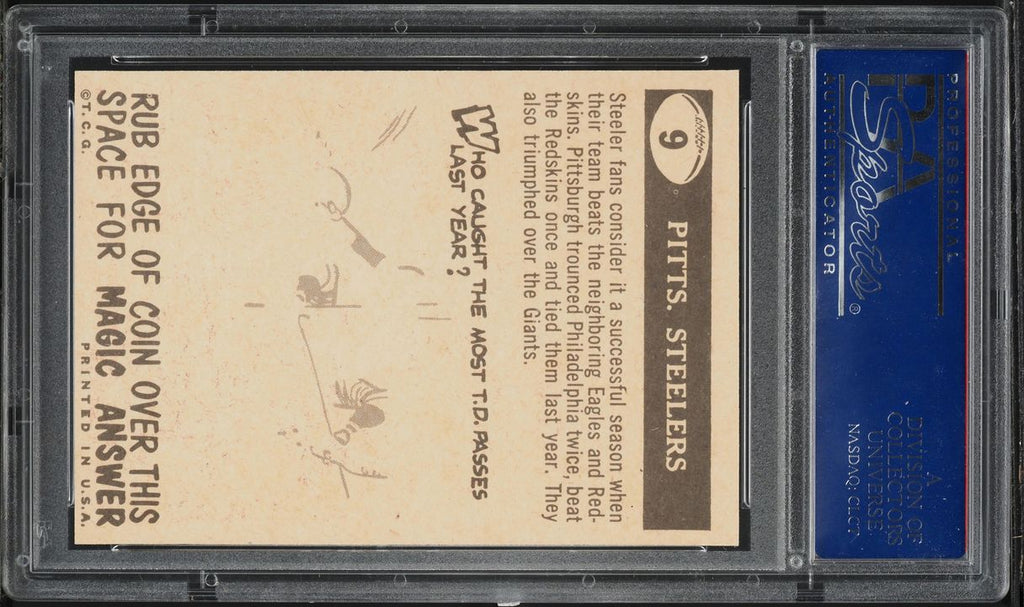 PROFESSIONAL
PSA
Sports®
AUTHENTICATOR
A
DIVISION OF
COLLECTORS
UNIVERSE
NASDAQ: CLCT
9
PITTS. STEELERS
Steeler fans consider it a successful season when
their team beats the neighboring Eagles and Red-
skins. Pittsburgh trounced Philadelphia twice, beat
the Redskins once and tied them last year. They
also triumphed over the Giants.
WHO CAUGHT THE MOST T.D. PASSES
LAST YEAR?
RUB EDGE OF COIN OVER THIS
SPACE FOR MAGIC ANSWER
©T.C.G.
PRINTED IN U.S.A.